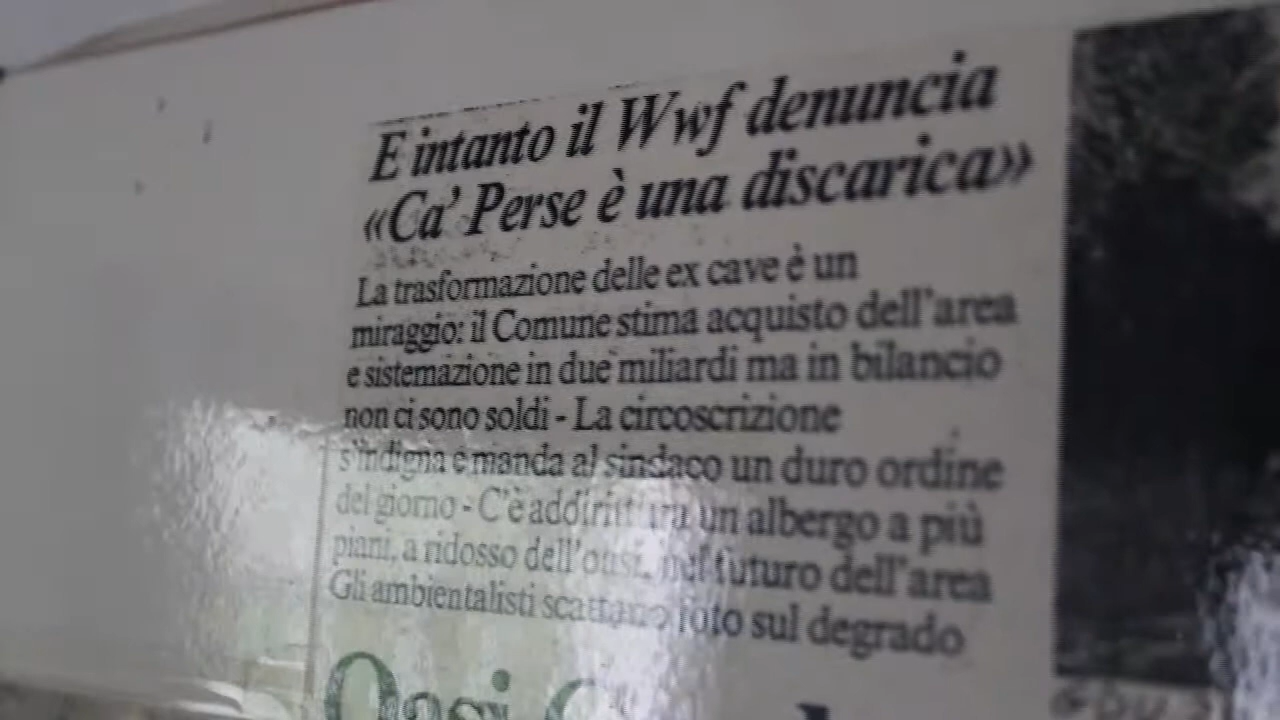 E intanto il Wwf denuncia
«Ca' Perse è una discarica»
La trasformazione delle ex cave è un
miraggio: il Comune stima acquisto dell'area
e sistemazione in due miliardi ma in bilancio
non ci sono soldi - La circoscrizione
s'indigna e manda al sindaco un duro ordine
del giorno - C'è addirittura un albergo a più
piani, a ridosso dell'oasi, nel futuro dell'area
Gli ambientalisti scattano foto sul degrado
Oasi